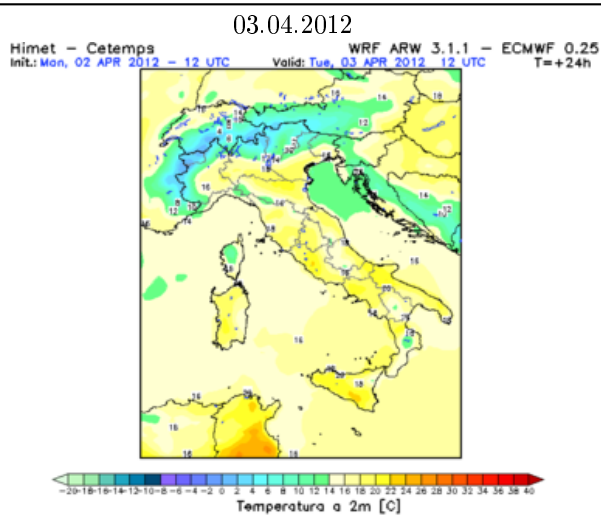 03.04.2012
Himet – Cetemps WRF ARW 3.1.1 – ECMWF 0.25
Init.: Mon, 02 APR 2012 – 12 UTC Valid: Tue, 03 APR 2012 12 UTC T=+24h
-20 -18 -16 -14 -12 -10 -8 -6 -4 -2 0 2 4 6 8 10 12 14 16 18 20 22 24 26 28 30 32 34 36 38 40
Temperatura a 2m [C]